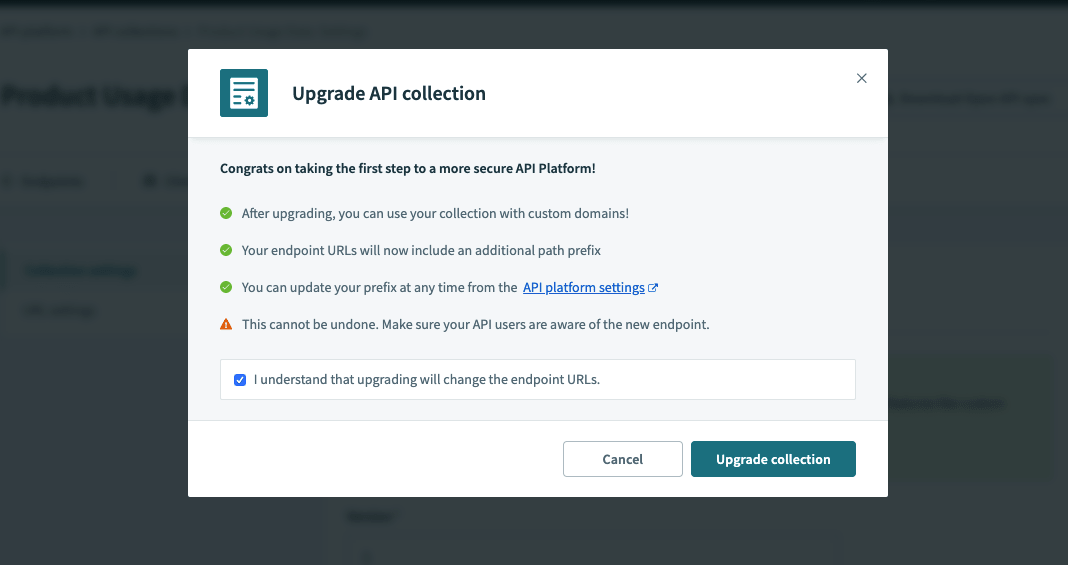 Product Usage
Upgrade API collection
Congrats on taking the first step to a more secure API Platform!
After upgrading, you can use your collection with custom domains!
Your endpoint URLs will now include an additional path prefix
You can update your prefix at any time from the API platform settings
This cannot be undone. Make sure your API users are aware of the new endpoint.
I understand that upgrading will change the endpoint URLs.
Cancel
Upgrade collection